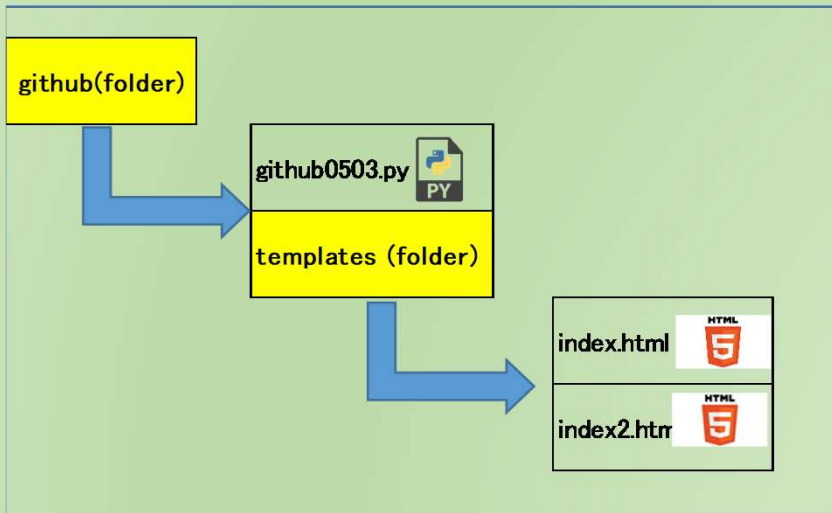 github(folder)
github0503.py
PY
templates (folder)
HTML
5
index.html
HTML
5
index2.htm